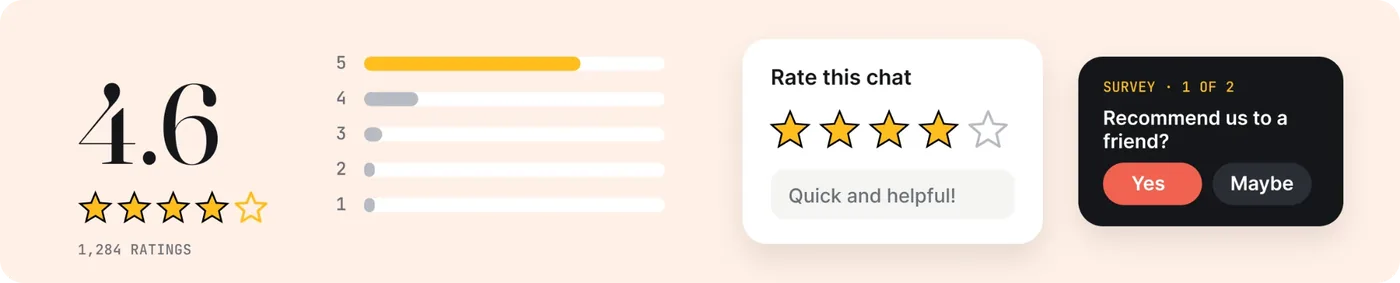 4.6
1,284 RATINGS
5
4
3
2
1
Rate this chat
Quick and helpful!
SURVEY · 1 OF 2
Recommend us to a
friend?
Yes
Maybe